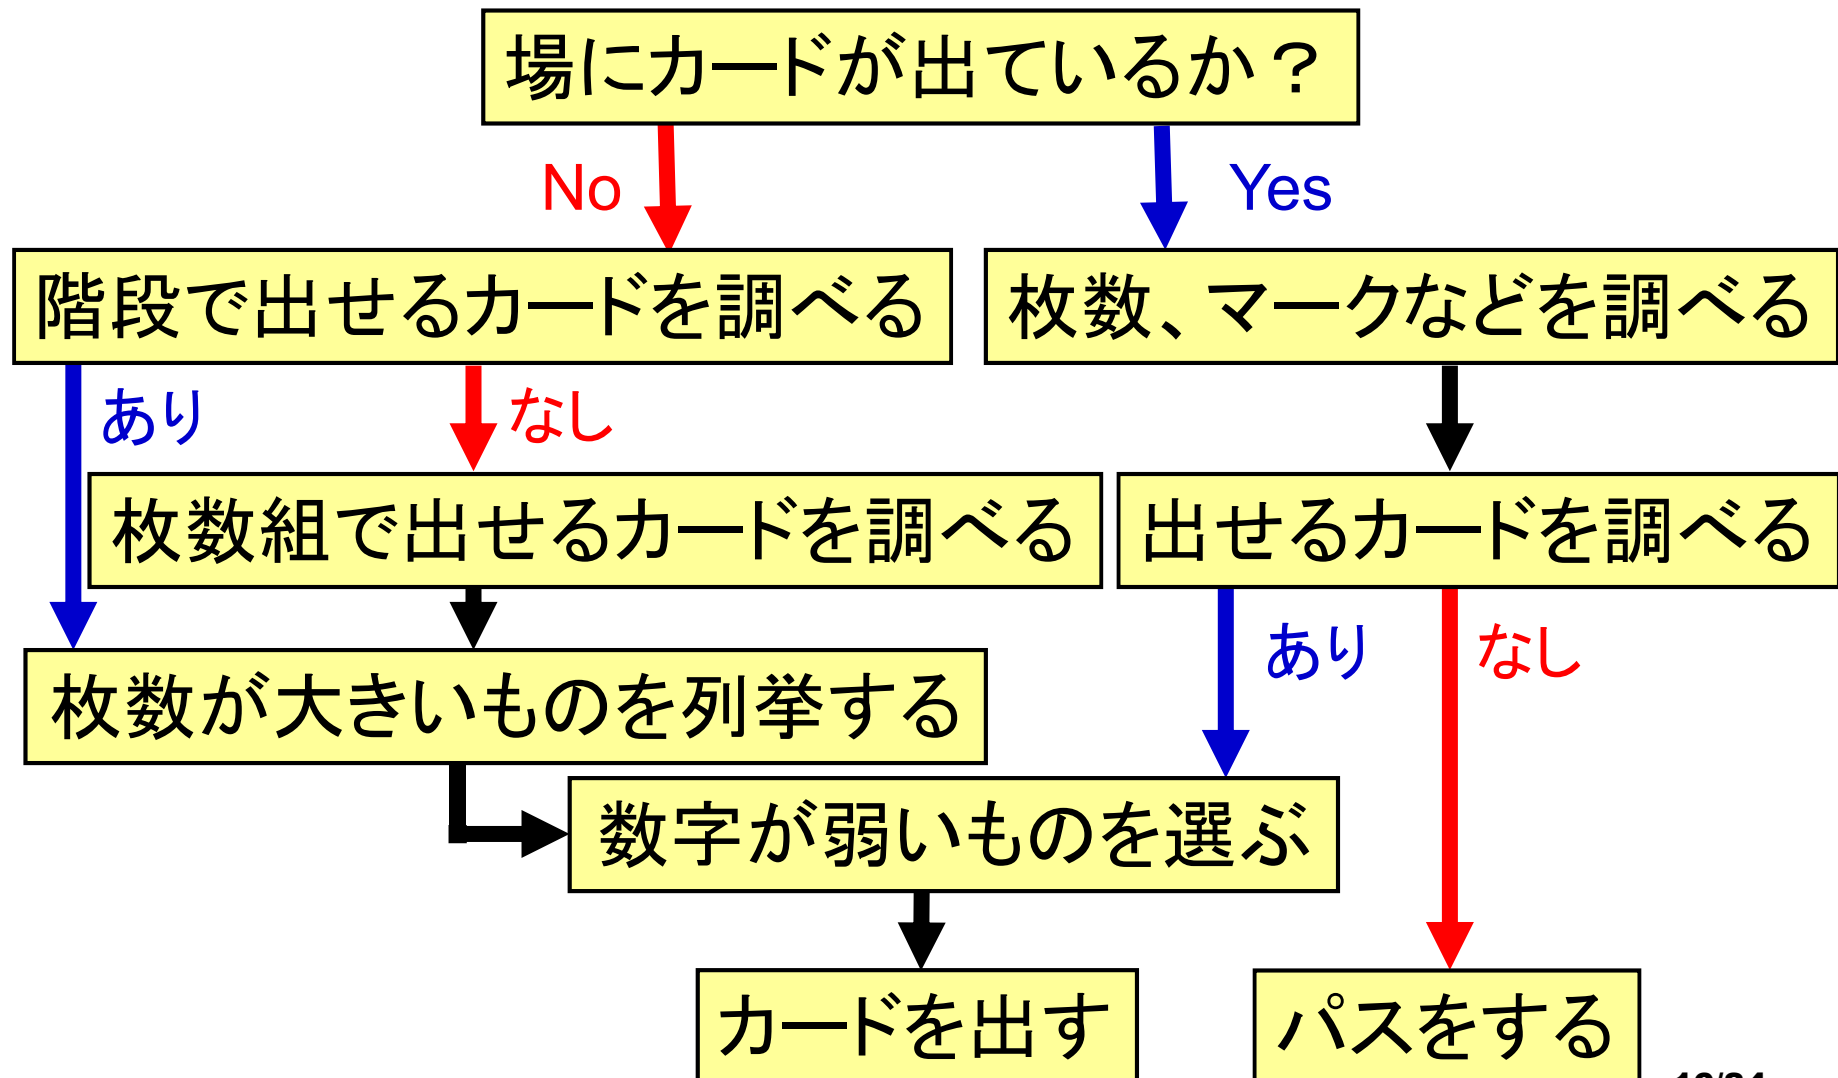 場にカードが出ているか？
No
Yes
階段で出せるカードを調べる
枚数、マークなどを調べる
あり
なし
枚数組で出せるカードを調べる
出せるカードを調べる
あり
なし
枚数が大きいものを列挙する
数字が弱いものを選ぶ
カードを出す
パスをする